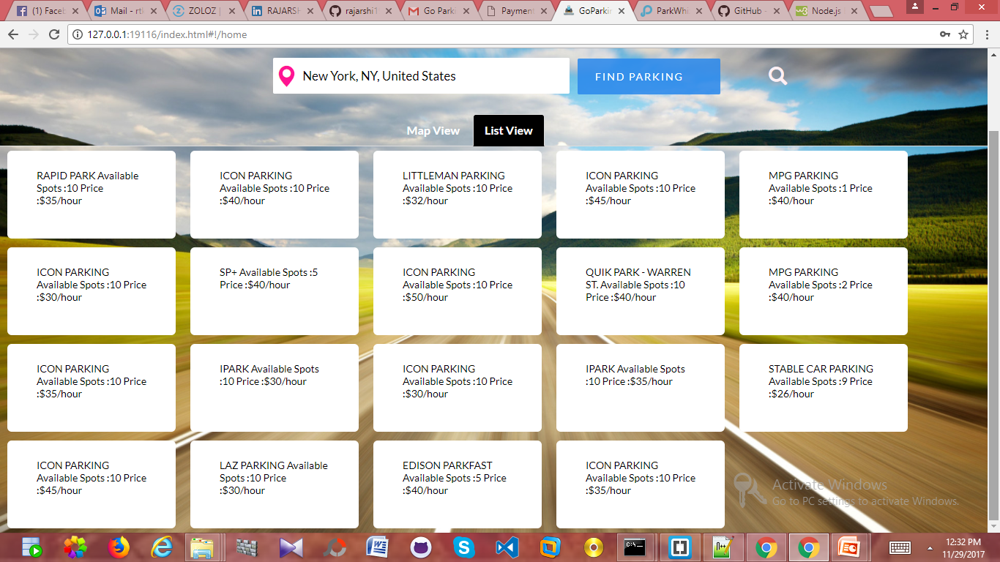 (1) Faceb
Mail - rtk
ZOLOZ |
RAJARSH
rajarshi1
Go Parki
Payment
GoParkin
ParkWhi
GitHub -
Node.js
127.0.0.1:19116/index.html#!/home
New York, NY, United States
FIND PARKING
Map View
List View
RAPID PARK Available
Spots :10 Price
:$35/hour
ICON PARKING
Available Spots :10 Price
:$40/hour
LITTLEMAN PARKING
Available Spots :10 Price
:$32/hour
ICON PARKING
Available Spots :10 Price
:$45/hour
MPG PARKING
Available Spots :1 Price
:$40/hour
ICON PARKING
Available Spots :10 Price
:$30/hour
SP+ Available Spots :5
Price :$40/hour
ICON PARKING
Available Spots :10 Price
:$50/hour
QUIK PARK - WARREN
ST. Available Spots :10
Price :$40/hour
MPG PARKING
Available Spots :2 Price
:$40/hour
ICON PARKING
Available Spots :10 Price
:$35/hour
IPARK Available Spots
:10 Price :$30/hour
ICON PARKING
Available Spots :10 Price
:$30/hour
IPARK Available Spots
:10 Price :$35/hour
STABLE CAR PARKING
Available Spots :9 Price
:$26/hour
ICON PARKING
Available Spots :10 Price
:$45/hour
LAZ PARKING Available
Spots :10 Price
:$30/hour
EDISON PARKFAST
Available Spots :5 Price
:$40/hour
ICON PARKING
Available Spots :10 Price
:$35/hour
Activate Windows
Go to PC settings to activate Windows.
12:32 PM
11/29/2017